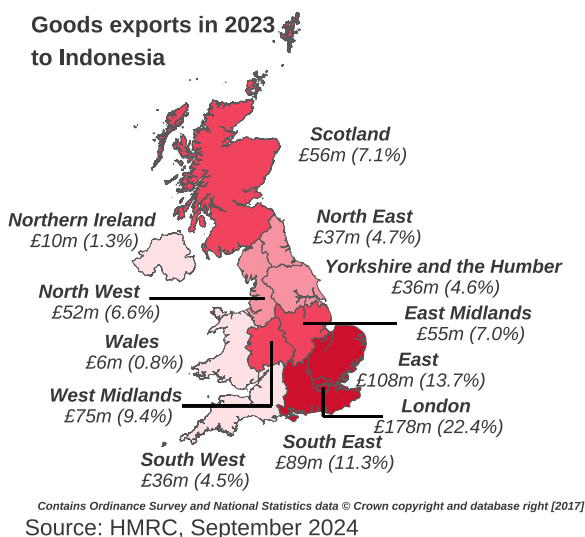 Goods exports in 2023
to Indonesia
Scotland
£56m (7.1%)
Northern Ireland
£10m (1.3%)
North East
£37m (4.7%)
Yorkshire and the Humber
£36m (4.6%)
North West
£52m (6.6%)
East Midlands
£55m (7.0%)
Wales
£6m (0.8%)
East
£108m (13.7%)
West Midlands
£75m (9.4%)
London
£178m (22.4%)
South East
£89m (11.3%)
South West
£36m (4.5%)
Contains Ordinance Survey and National Statistics data © Crown copyright and database right [2017]
Source: HMRC, September 2024